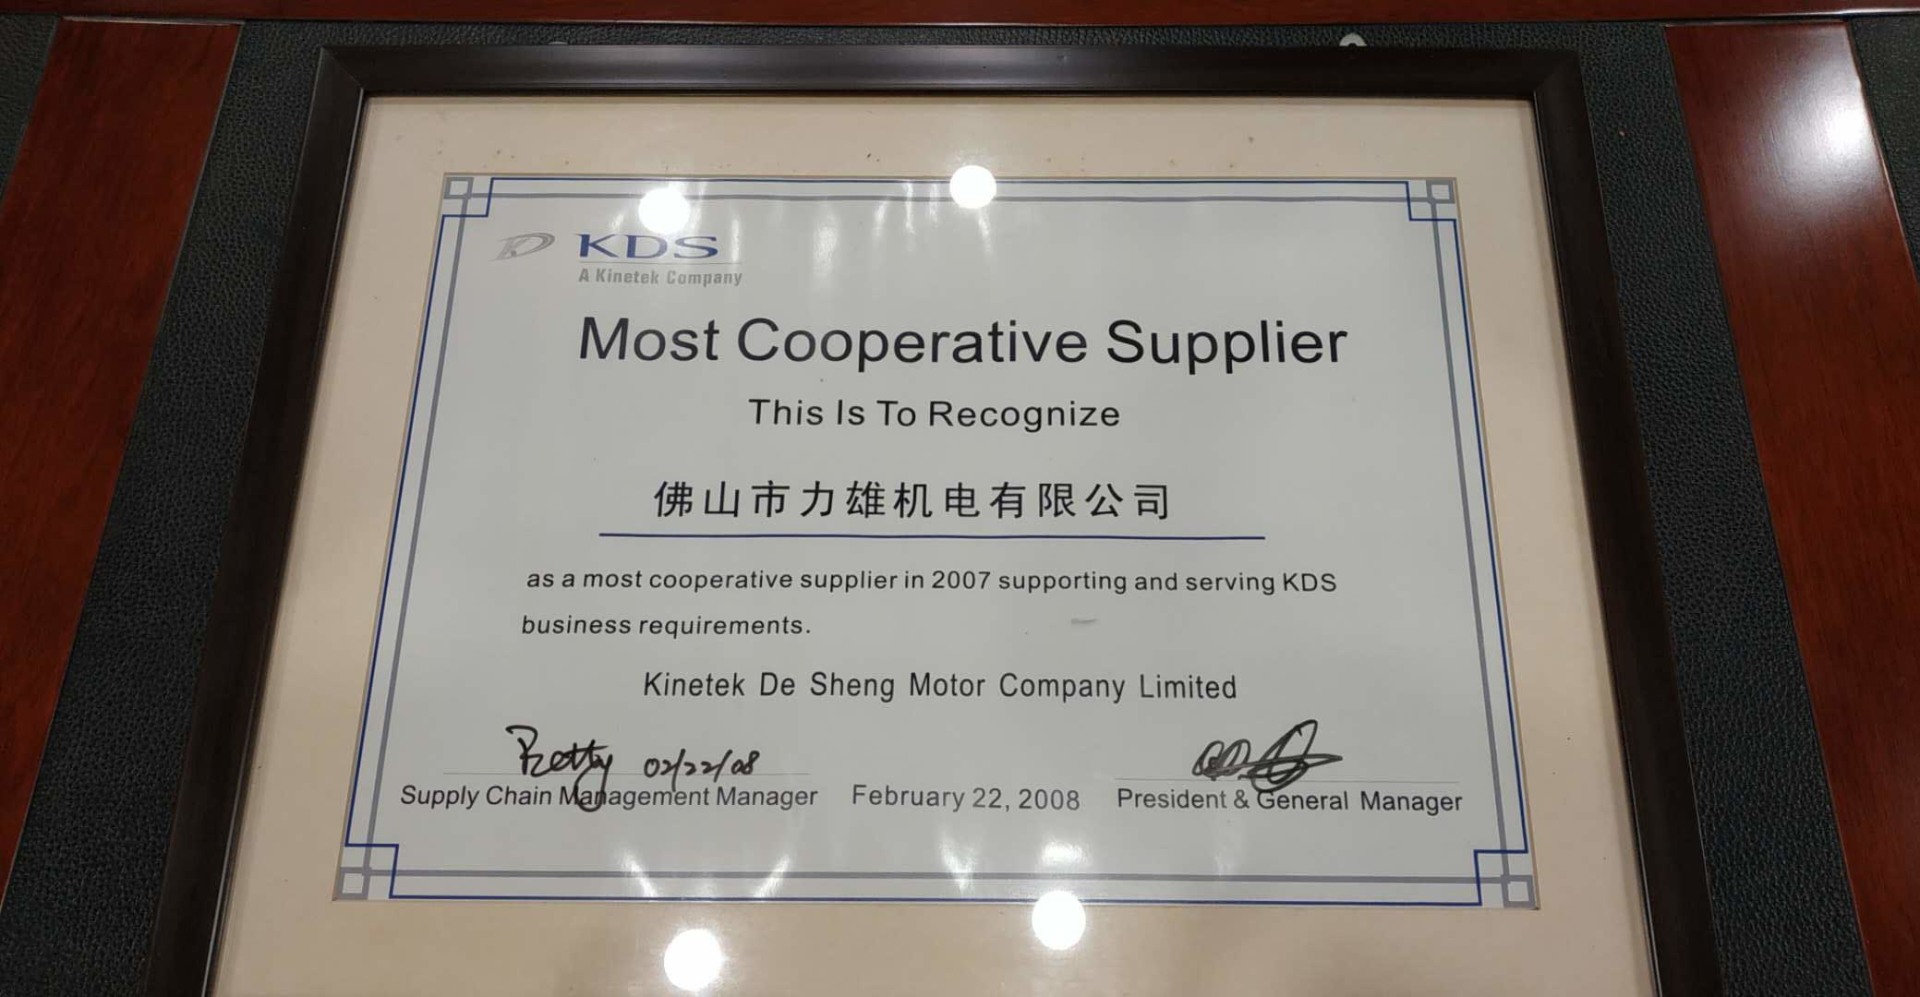 KDS
A Kinetek Company
Most Cooperative Supplier
This Is To Recognize
佛山市力雄机电有限公司
as a most cooperative supplier in 2007 supporting and serving KDS
business requirements.
Kinetek De Sheng Motor Company Limited
02/22/08
Supply Chain Management Manager February 22, 2008 President & General Manager